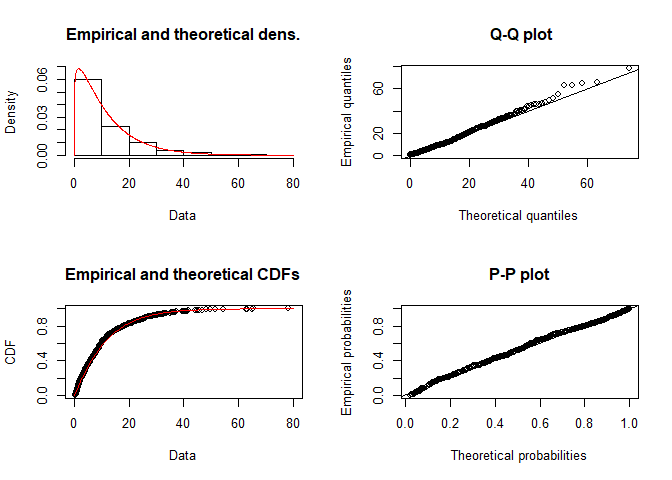 Empirical and theoretical dens.
Density
0.00 0.03 0.06
0 20 40 60 80
Data
Q-Q plot
Empirical quantiles
0 20 60
0 20 40 60
Theoretical quantiles
Empirical and theoretical CDFs
CDF
0.0 0.4 0.8
0 20 40 60 80
Data
P-P plot
Empirical probabilities
0.0 0.4 0.8
0.0 0.2 0.4 0.6 0.8 1.0
Theoretical probabilities